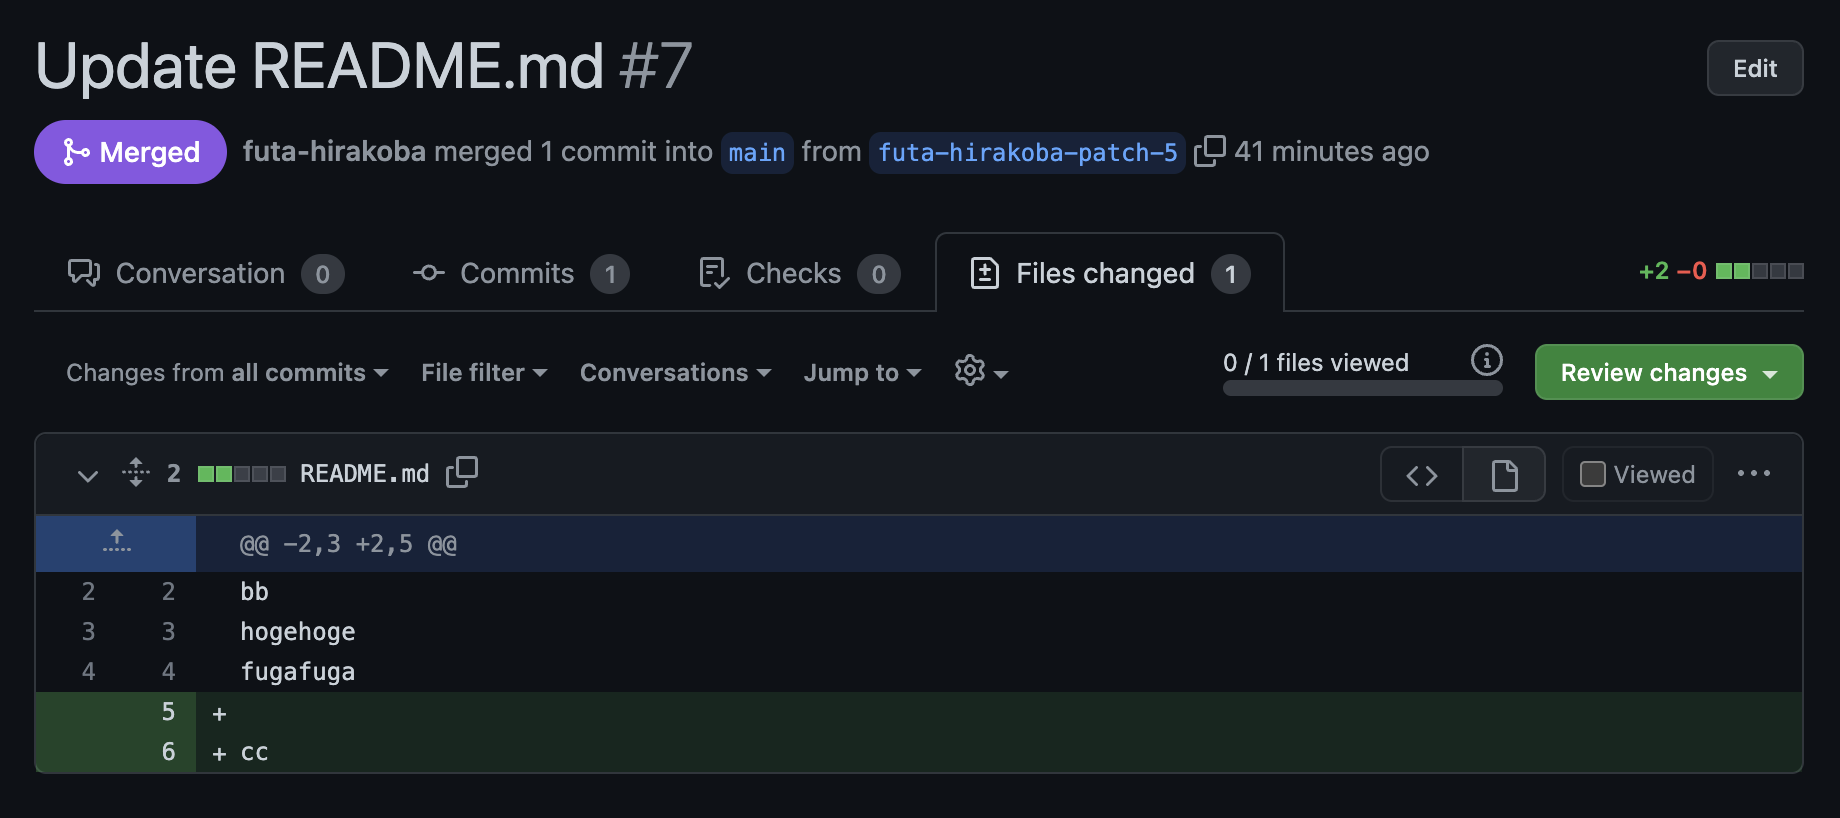 Update README.md #7
Edit
Merged futa-hirakoba merged 1 commit into main from futa-hirakoba-patch-5 41 minutes ago
Conversation 0 Commits 1 Checks 0 Files changed 1 +2 −0
Changes from all commits File filter Conversations Jump to 0 / 1 files viewed Review changes
2 README.md Viewed
@@ -2,3 +2,5 @@
2 2 bb
3 3 hogehoge
4 4 fugafuga
5 +
6 + cc